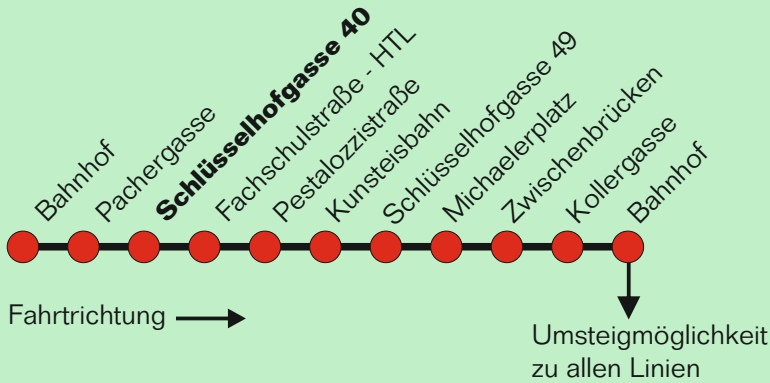 Bahnhof
Pachergasse
Schlüsselhofgasse 40
Fachschulstraße - HTL
Pestalozzistraße
Kunsteisbahn
Schlüsselhofgasse 49
Michaelerplatz
Zwischenbrücken
Kollergasse
Bahnhof
Fahrtrichtung
Umsteigmöglichkeit
zu allen Linien